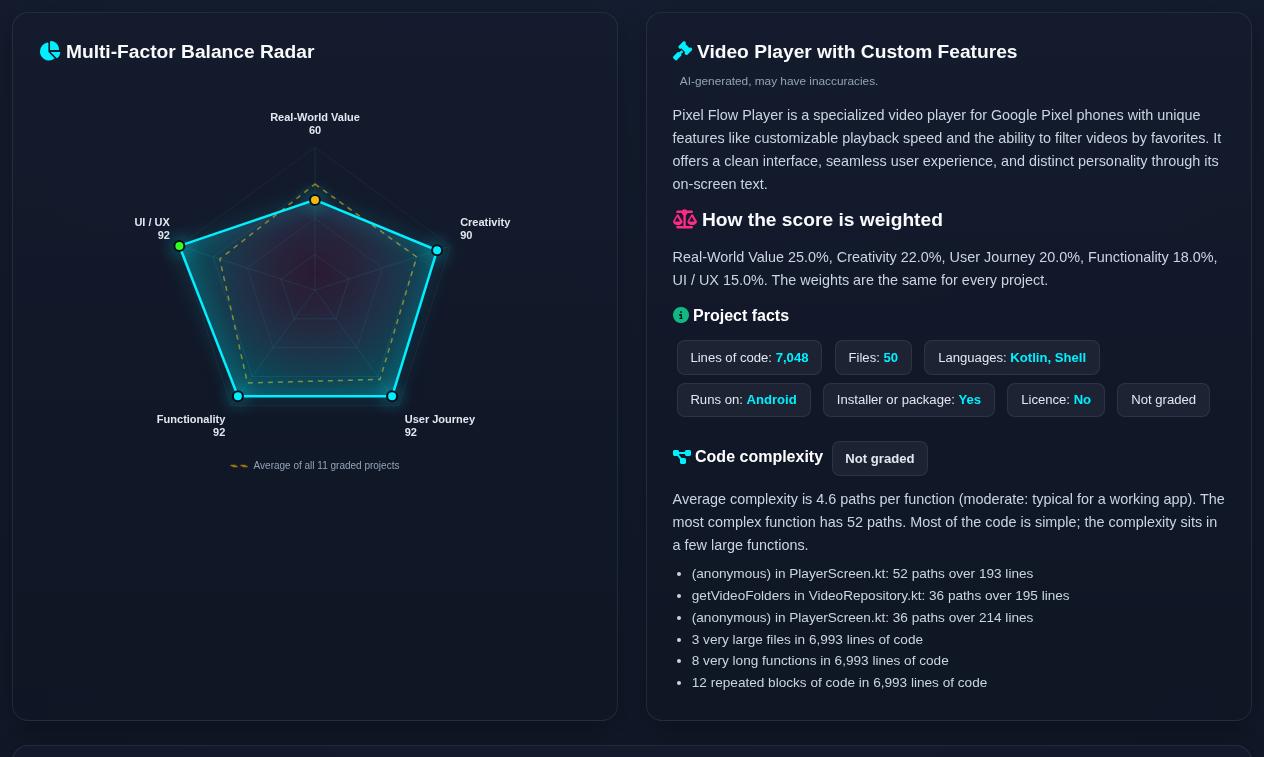 Multi-Factor Balance Radar
Real-World Value
60
UI / UX
92
Creativity
90
Functionality
92
User Journey
92
Average of all 11 graded projects
Video Player with Custom Features
AI-generated, may have inaccuracies.
Pixel Flow Player is a specialized video player for Google Pixel phones with unique
features like customizable playback speed and the ability to filter videos by favorites. It
offers a clean interface, seamless user experience, and distinct personality through its
on-screen text.
How the score is weighted
Real-World Value 25.0%, Creativity 22.0%, User Journey 20.0%, Functionality 18.0%,
UI / UX 15.0%. The weights are the same for every project.
Project facts
Lines of code: 7,048 Files: 50 Languages: Kotlin, Shell
Runs on: Android Installer or package: Yes Licence: No Not graded
Code complexity Not graded
Average complexity is 4.6 paths per function (moderate: typical for a working app). The
most complex function has 52 paths. Most of the code is simple; the complexity sits in
a few large functions.
• (anonymous) in PlayerScreen.kt: 52 paths over 193 lines
• getVideoFolders in VideoRepository.kt: 36 paths over 195 lines
• (anonymous) in PlayerScreen.kt: 36 paths over 214 lines
• 3 very large files in 6,993 lines of code
• 8 very long functions in 6,993 lines of code
• 12 repeated blocks of code in 6,993 lines of code